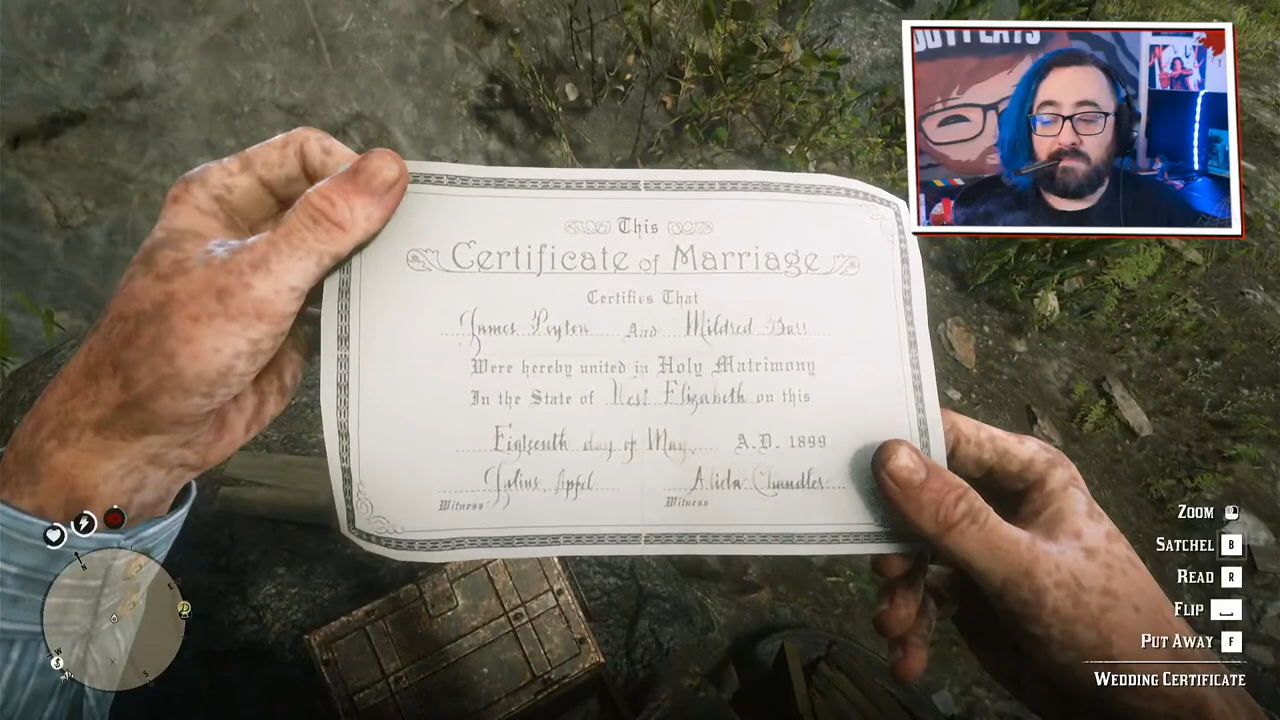 This
Certificate of Marriage
Certifies That
James Peyton And Mildred
Were hereby united in Holy Matrimony
In the State of West Elizabeth on this
Eighteenth day of May A.D. 1899
Julius Apfel Alicia Chandler
Witness Witness
ZOOM
SATCHEL B
READ R
FLIP
PUT AWAY F
WEDDING CERTIFICATE